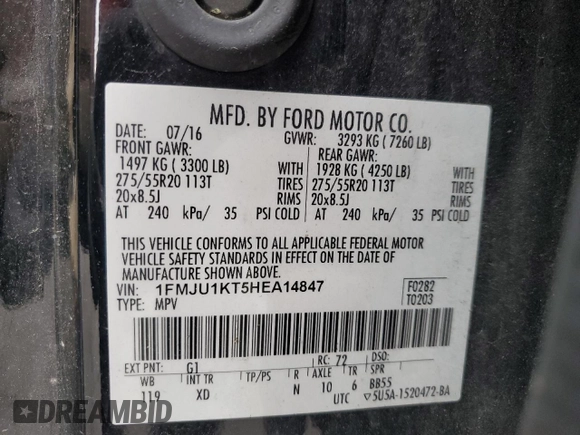 MFD. BY FORD MOTOR CO.
DATE: 07/16 GVWR: 3293 KG ( 7260 LB)
FRONT GAWR: REAR GAWR:
1497 KG ( 3300 LB) WITH 1928 KG ( 4250 LB) WITH
275/55R20 113T TIRES 275/55R20 113T TIRES
20x8.5J RIMS 20x8.5J RIMS
AT 240 kPa/ 35 PSI COLD AT 240 kPa/ 35 PSI COLD
THIS VEHICLE CONFORMS TO ALL APPLICABLE FEDERAL MOTOR
VEHICLE SAFETY STANDARDS IN EFFECT ON THE DATE OF
MANUFACTURE SHOWN ABOVE.
VIN: 1FMJU1KT5HEA14847 F0282
TYPE: MPV T0203
EXT PNT: G1 RC: 72 DSO:
WB INT TR TP/PS R AXLE TR SPR
119 XD N 10 6 BB55
UTC ▽5U5A-1520472-BA
DREAMBID